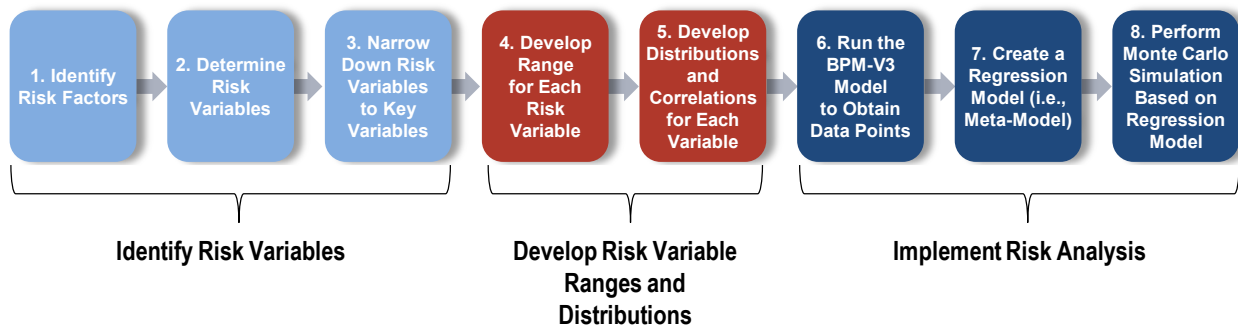 1. Identify
Risk Factors
2. Determine
Risk
Variables
3. Narrow
Down Risk
Variables
to Key
Variables
4. Develop
Range
for Each
Risk
Variable
5. Develop
Distributions
and
Correlations
for Each
Variable
6. Run the
BPM-V3
Model
to Obtain
Data Points
7. Create a
Regression
Model (i.e.,
Meta-Model)
8. Perform
Monte Carlo
Simulation
Based on
Regression
Model
Identify Risk Variables
Develop Risk Variable
Ranges and
Distributions
Implement Risk Analysis